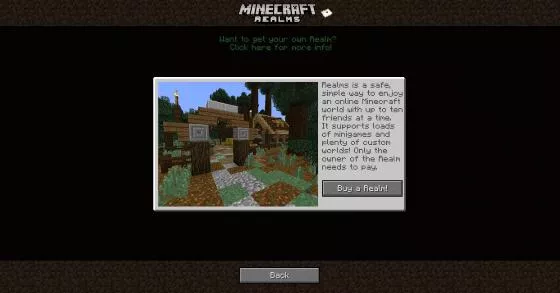 MINECRAFT
REALMS
Want to get your own Realm?
Click here for more info!
Realms is a safe,
simple way to enjoy
an online Minecraft
world with up to ten
friends at a time.
It supports loads
of minigames and
plenty of custom
worlds! Only the
owner of the Realm
needs to pay.
Buy a Realm!
Back